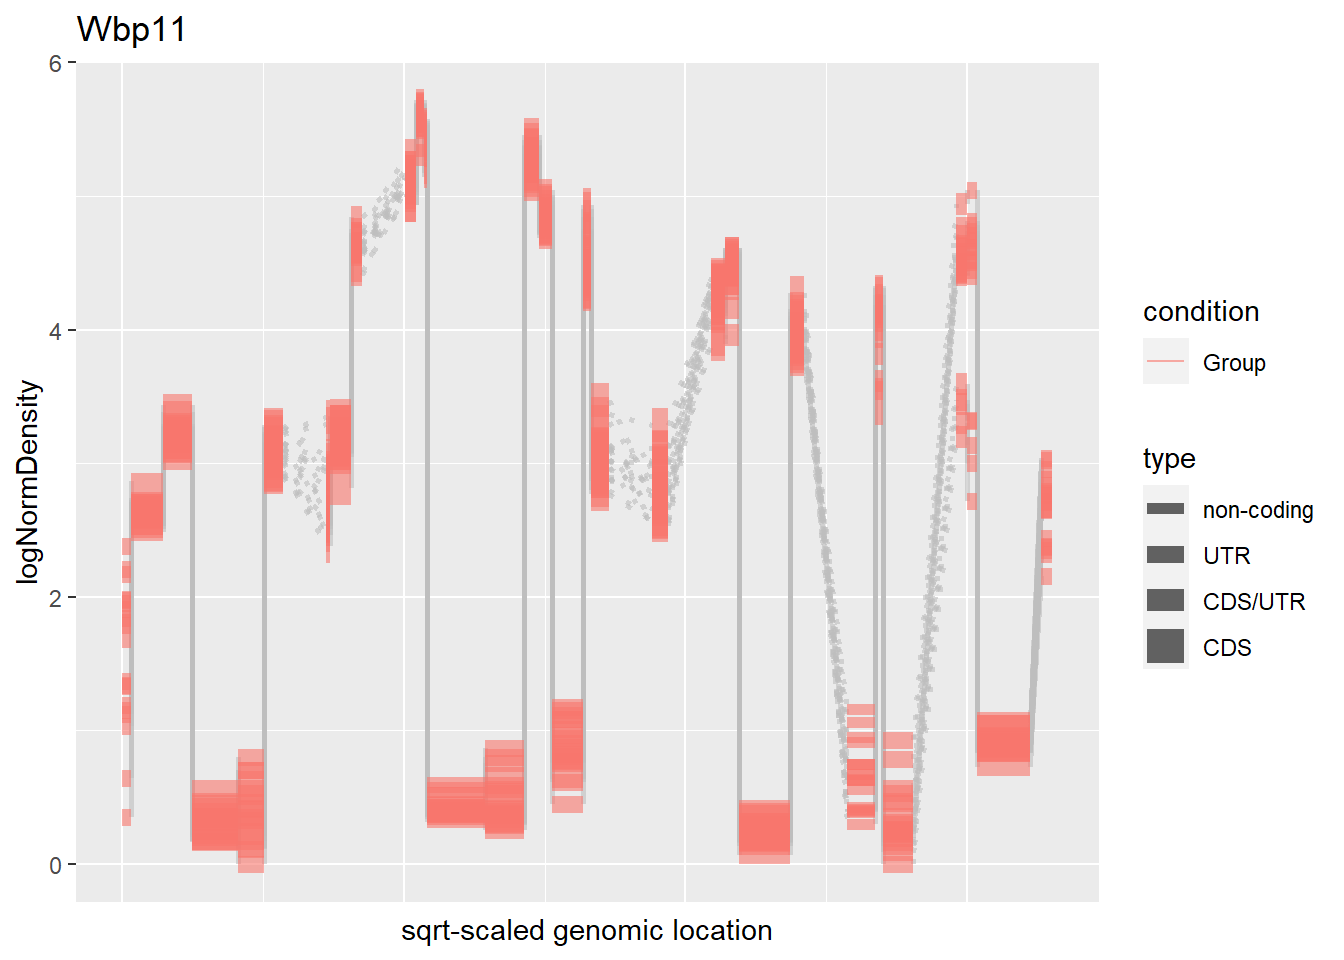 Wbp11
6
4
2
0
logNormDensity
sqrt-scaled genomic location
condition
Group
type
non-coding
UTR
CDS/UTR
CDS